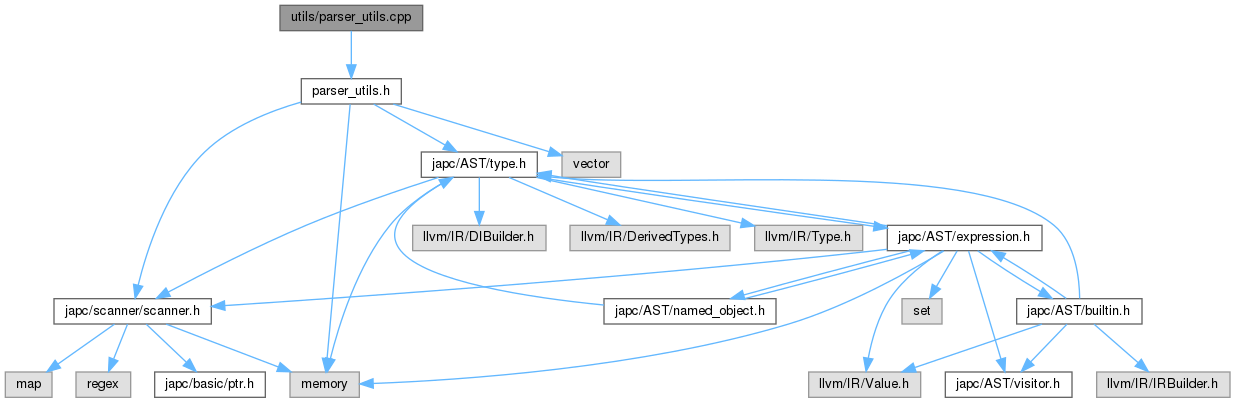 utils/parser_utils.cpp
parser_utils.h
japc/AST/type.h
vector
llvm/IR/DIBuilder.h
llvm/IR/DerivedTypes.h
llvm/IR/Type.h
japc/AST/expression.h
japc/scanner/scanner.h
japc/AST/named_object.h
set
japc/AST/builtin.h
map
regex
japc/basic/ptr.h
memory
llvm/IR/Value.h
japc/AST/visitor.h
llvm/IR/IRBuilder.h